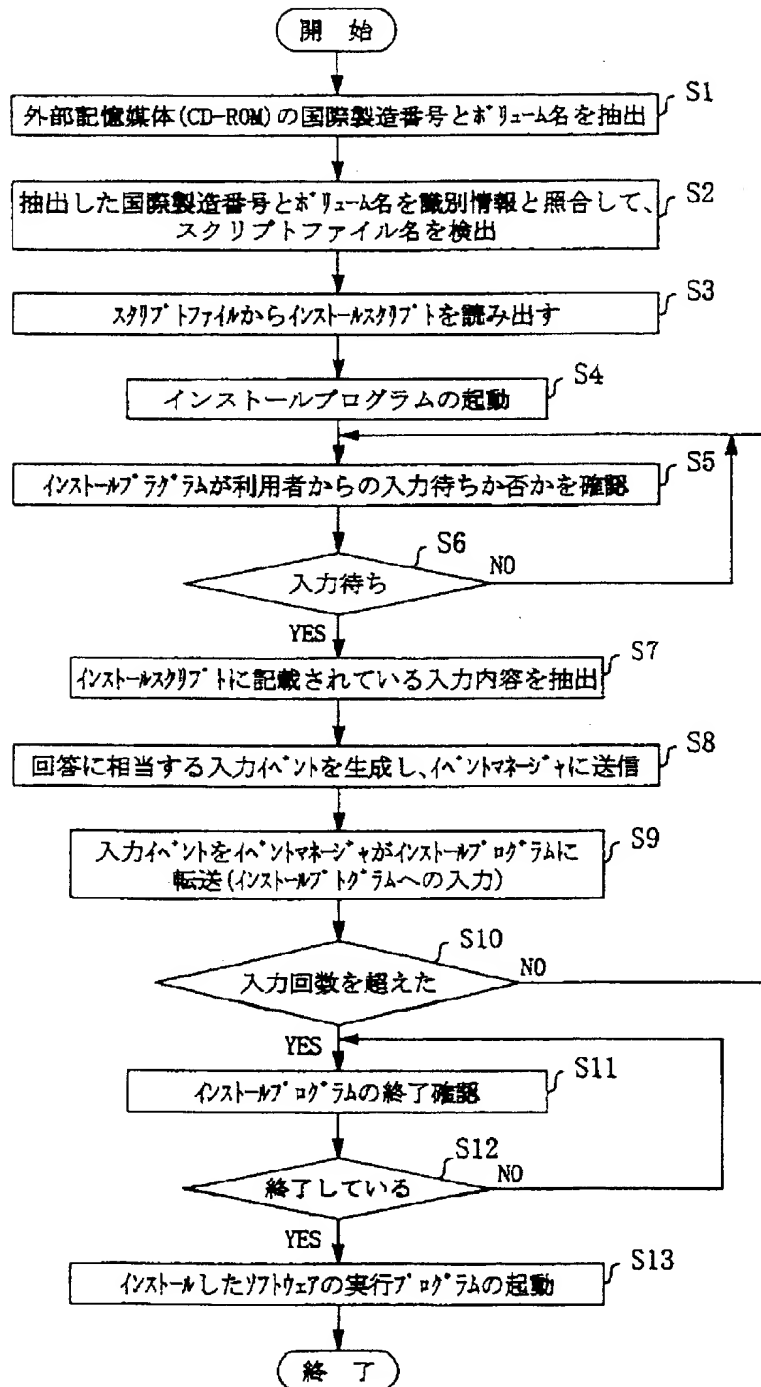 開 始
S1
外部記憶媒体(CD-ROM)の国際製造番号とﾎﾞﾘｭｰﾑ名を抽出
S2
抽出した国際製造番号とﾎﾞﾘｭｰﾑ名を識別情報と照合して、
スクリプトファイル名を検出
S3
ｽｸﾘﾌﾟﾄファイルからｲﾝｽﾄｰﾙｽｸﾘﾌﾟﾄを読み出す
S4
インストールプログラムの起動
S5
ｲﾝｽﾄｰﾙﾌﾟﾗｸﾞﾗﾑが利用者からの入力待ちか否かを確認
S6
入力待ち
NO
YES
S7
ｲﾝｽﾄｰﾙｽｸﾘﾌﾟﾄに記載されている入力内容を抽出
S8
回答に相当する入力ｲﾍﾞﾝﾄを生成し、ｲﾍﾞﾝﾄﾏﾈｰｼﾞｬに送信
S9
入力ｲﾍﾞﾝﾄをｲﾍﾞﾝﾄﾏﾈｰｼﾞｬがｲﾝｽﾄｰﾙﾌﾟﾛｸﾞﾗﾑに
転送(ｲﾝｽﾄｰﾙﾌﾟﾄｸﾞﾗﾑへの入力)
S10
入力回数を超えた
NO
YES
S11
ｲﾝｽﾄｰﾙﾌﾟﾛｸﾞﾗﾑの終了確認
S12
終了している
NO
YES
S13
ｲﾝｽﾄｰﾙしたｿﾌﾄｳｪｱの実行ﾌﾟﾛｸﾞﾗﾑの起動
終 了